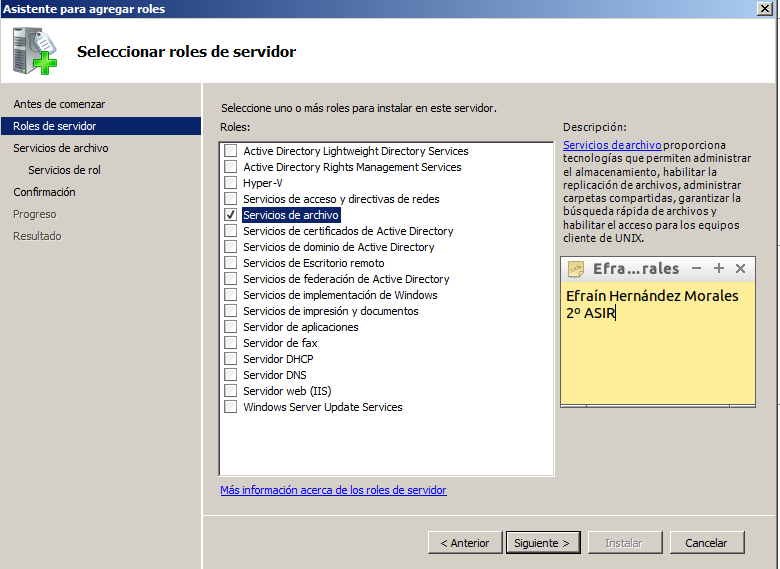 Asistente para agregar roles
Seleccionar roles de servidor
Antes de comenzar
Roles de servidor
Servicios de archivo
Servicios de rol
Confirmación
Progreso
Resultado
Seleccione uno o más roles para instalar en este servidor.
Roles:
Active Directory Lightweight Directory Services
Active Directory Rights Management Services
Hyper-V
Servicios de acceso y directivas de redes
Servicios de archivo
Servicios de certificados de Active Directory
Servicios de dominio de Active Directory
Servicios de Escritorio remoto
Servicios de federación de Active Directory
Servicios de implementación de Windows
Servicios de impresión y documentos
Servidor de aplicaciones
Servidor de fax
Servidor DHCP
Servidor DNS
Servidor web (IIS)
Windows Server Update Services
Más información acerca de los roles de servidor
Descripción:
Servicios de archivo proporciona
tecnologías que permiten administrar
el almacenamiento, habilitar la
replicación de archivos, administrar
carpetas compartidas, garantizar la
búsqueda rápida de archivos y
habilitar el acceso para los equipos
cliente de UNIX.
Efra...rales
Efraín Hernández Morales
2º ASIR
< Anterior
Siguiente >
Instalar
Cancelar